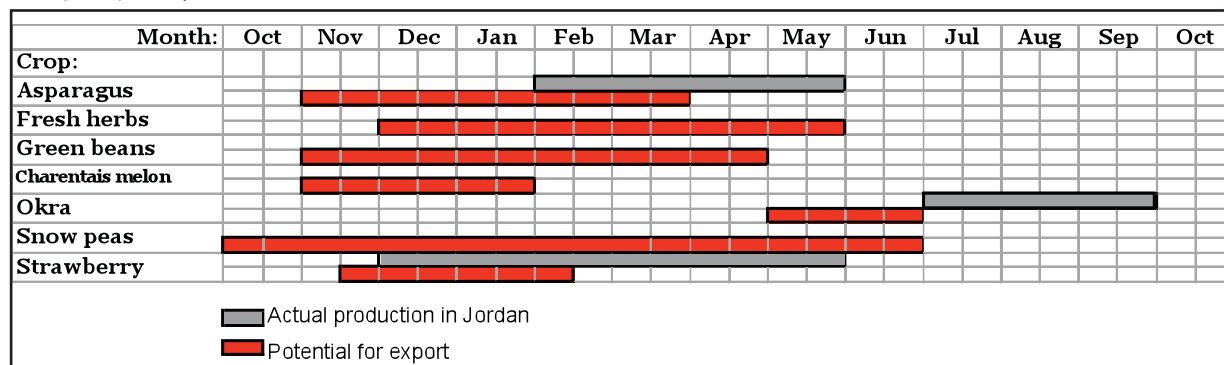 Month: Oct Nov Dec Jan Feb Mar Apr May Jun Jul Aug Sep Oct
Crop:
Asparagus
Fresh herbs
Green beans
Charentais melon
Okra
Snow peas
Strawberry
Actual production in Jordan
Potential for export